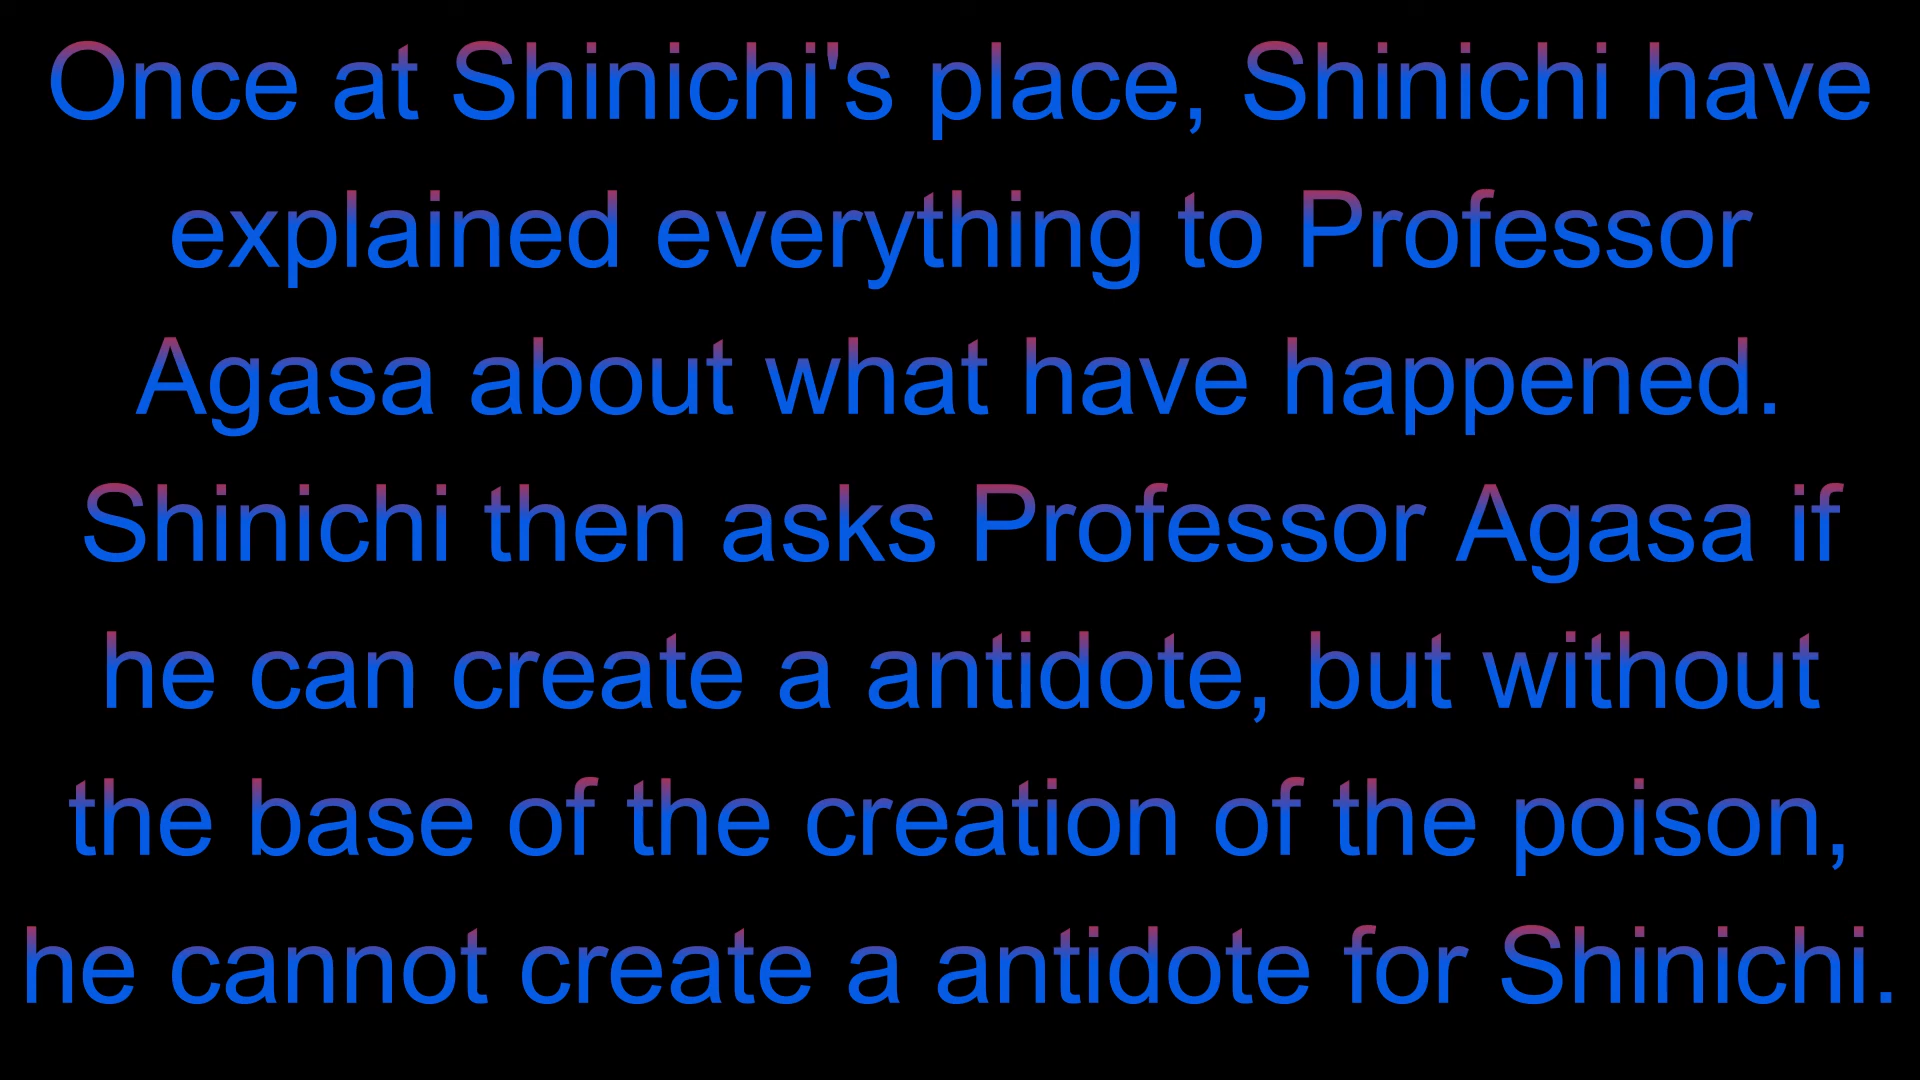 Once at Shinichi's place, Shinichi have
explained everything to Professor
Agasa about what have happened.
Shinichi then asks Professor Agasa if
he can create a antidote, but without
the base of the creation of the poison,
he cannot create a antidote for Shinichi.